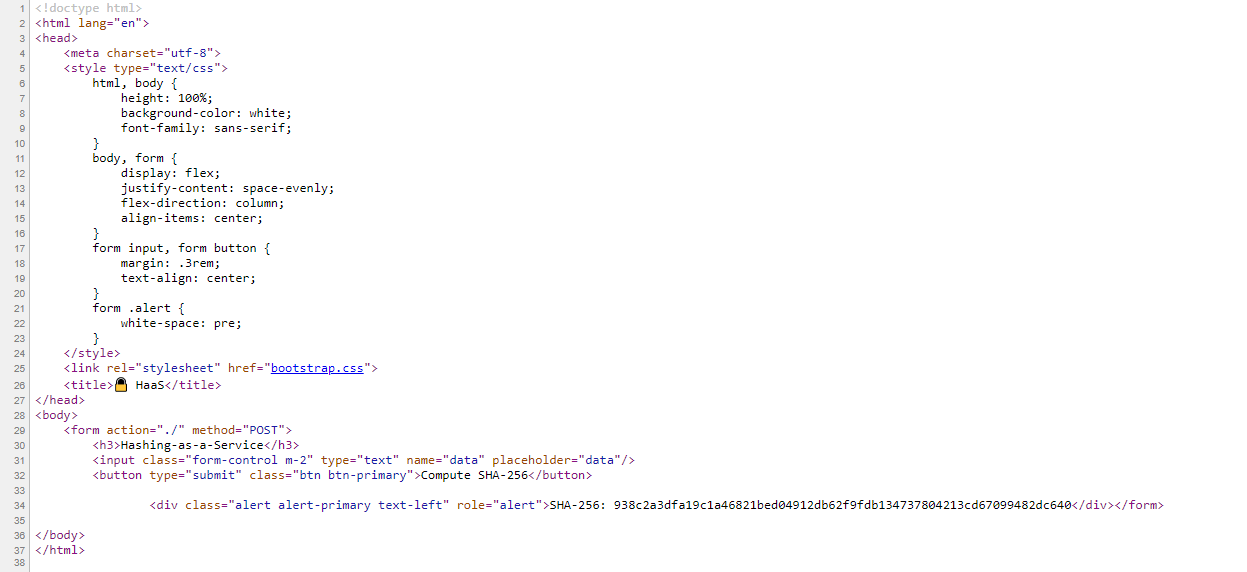 1 <!doctype html>
2 <html lang="en">
3 <head>
4     <meta charset="utf-8">
5     <style type="text/css">
6         html, body {
7             height: 100%;
8             background-color: white;
9             font-family: sans-serif;
10         }
11         body, form {
12             display: flex;
13             justify-content: space-evenly;
14             flex-direction: column;
15             align-items: center;
16         }
17         form input, form button {
18             margin: .3rem;
19             text-align: center;
20         }
21         form .alert {
22             white-space: pre;
23         }
24     </style>
25     <link rel="stylesheet" href="bootstrap.css">
26     <title>🔒 HaaS</title>
27 </head>
28 <body>
29     <form action="./" method="POST">
30         <h3>Hashing-as-a-Service</h3>
31         <input class="form-control m-2" type="text" name="data" placeholder="data"/>
32         <button type="submit" class="btn btn-primary">Compute SHA-256</button>
33
34                 <div class="alert alert-primary text-left" role="alert">SHA-256: 938c2a3dfa19c1a46821bed04912db62f9fdb134737804213cd67099482dc640</div></form>
35
36 </body>
37 </html>
38